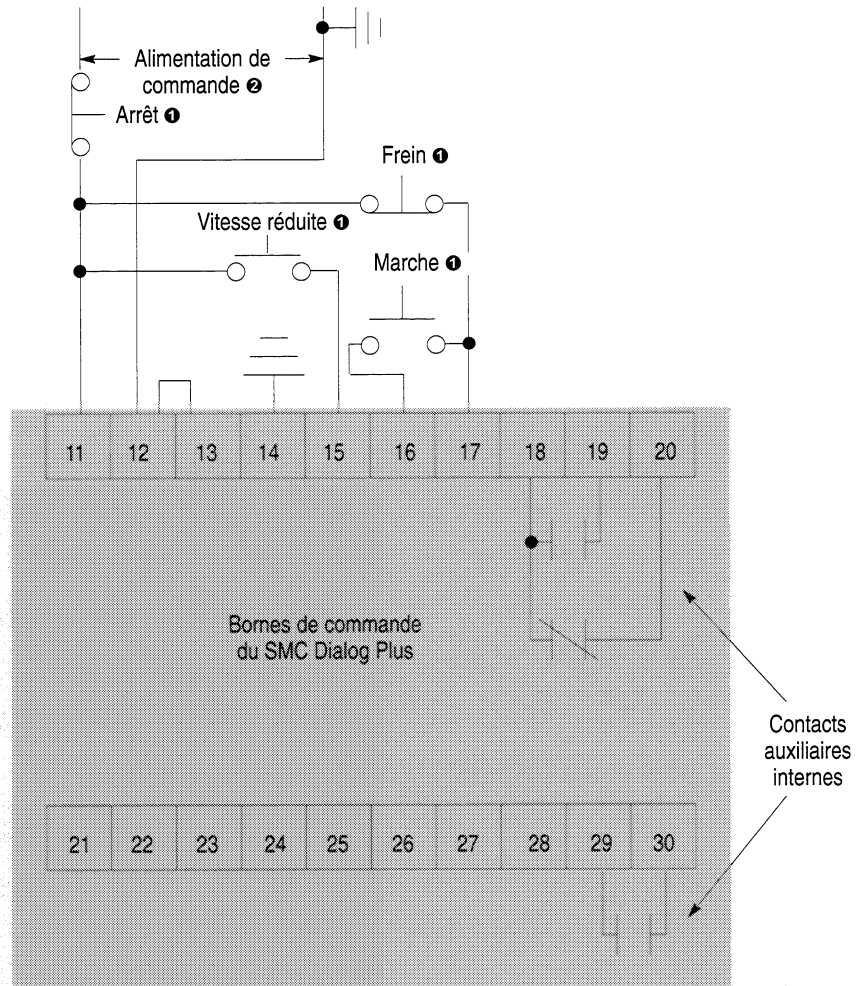 Alimentation de
commande ❷
Arrêt ❶
Frein ❶
Vitesse réduite ❶
Marche ❶
11 12 13 14 15 16 17 18 19 20
Bornes de commande
du SMC Dialog Plus
Contacts
auxiliaires
internes
21 22 23 24 25 26 27 28 29 30